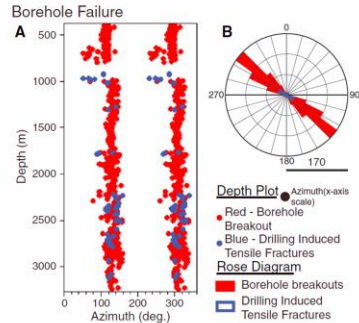 Borehole Failure
A
B
500
1000
1500
2000
2500
3000
Depth (m)
0
100
200
300
Azimuth (deg.)
0
270
90
180
170
Depth Plot
Azimuth(x-axis
scale)
Red - Borehole
Breakout
Blue - Drilling Induced
Tensile Fractures
Rose Diagram
Borehole breakouts
Drilling Induced
Tensile Fractures